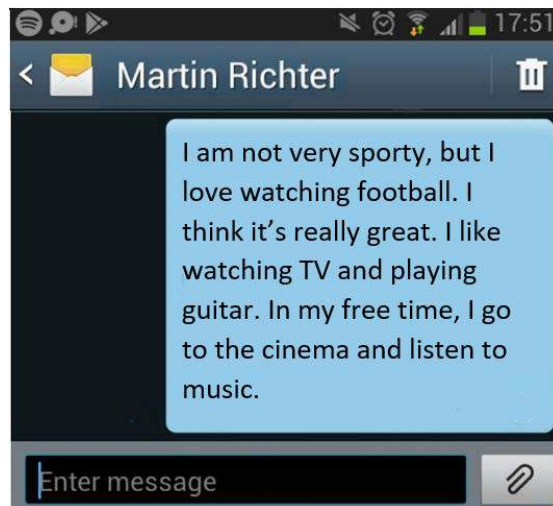 17:51
< Martin Richter
I am not very sporty, but I
love watching football. I
think it's really great. I like
watching TV and playing
guitar. In my free time, I go
to the cinema and listen to
music.
Enter message